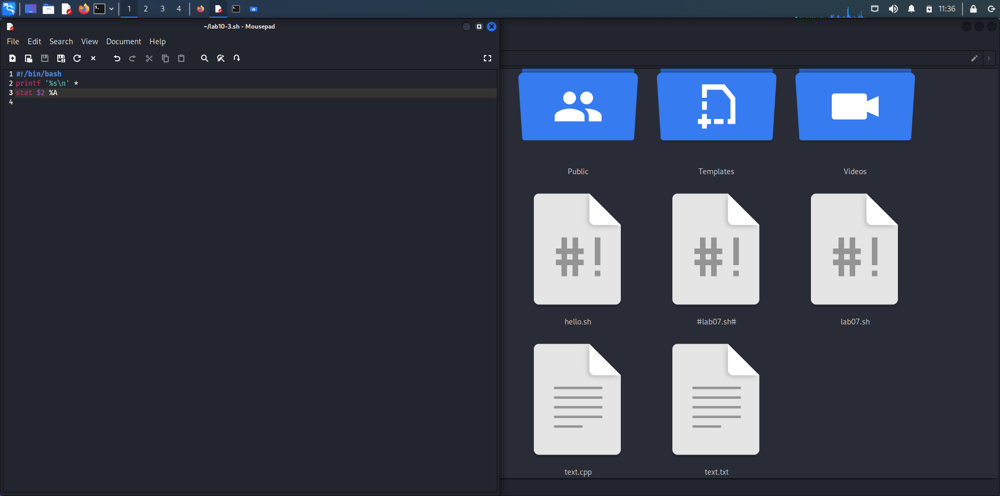 1 2 3 4 11:36
~/lab10-3.sh - Mousepad
File Edit Search View Document Help
1 #!/bin/bash
2 printf '%s\n' *
3 stat $2 %A
4
Public Templates Videos
#! #! #!
hello.sh #lab07.sh# lab07.sh
text.cpp text.txt